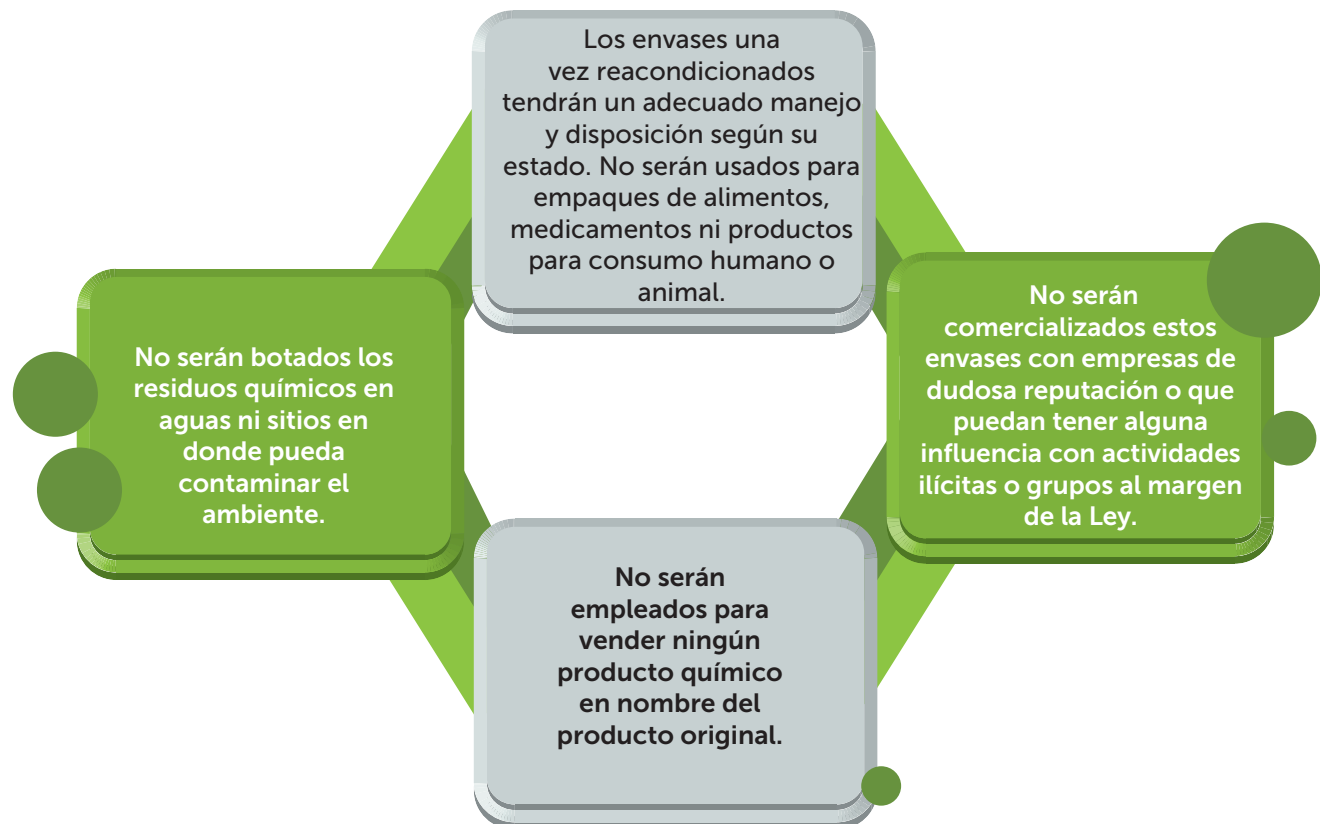 Los envases una
vez reacondicionados
tendrán un adecuado manejo
y disposición según su
estado. No serán usados para
empaques de alimentos,
medicamentos ni productos
para consumo humano o
animal.
No serán botados los
residuos químicos en
aguas ni sitios en
donde pueda
contaminar el
ambiente.
No serán
comercializados estos
envases con empresas de
dudosa reputación o que
puedan tener alguna
influencia con actividades
ilícitas o grupos al margen
de la Ley.
No serán
empleados para
vender ningún
producto químico
en nombre del
producto original.